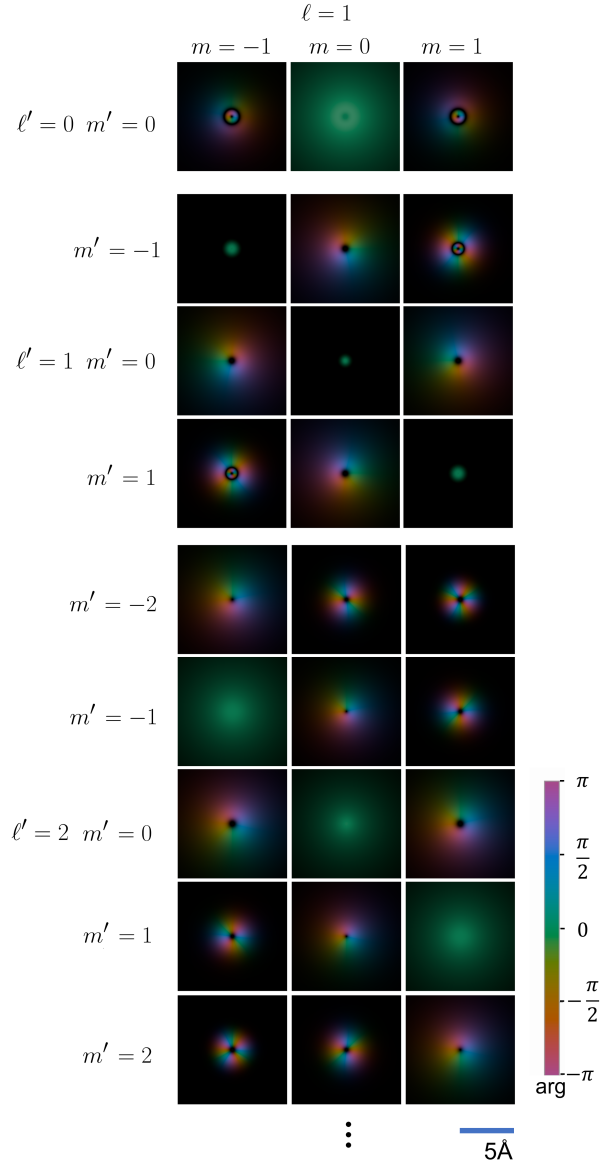 ℓ = 1
m = −1 m = 0 m = 1
ℓ′ = 0 m′ = 0
m′ = −1
ℓ′ = 1 m′ = 0
m′ = 1
m′ = −2
m′ = −1
ℓ′ = 2 m′ = 0
m′ = 1
m′ = 2
π
π/2
0
−π/2
−π
arg
5Å